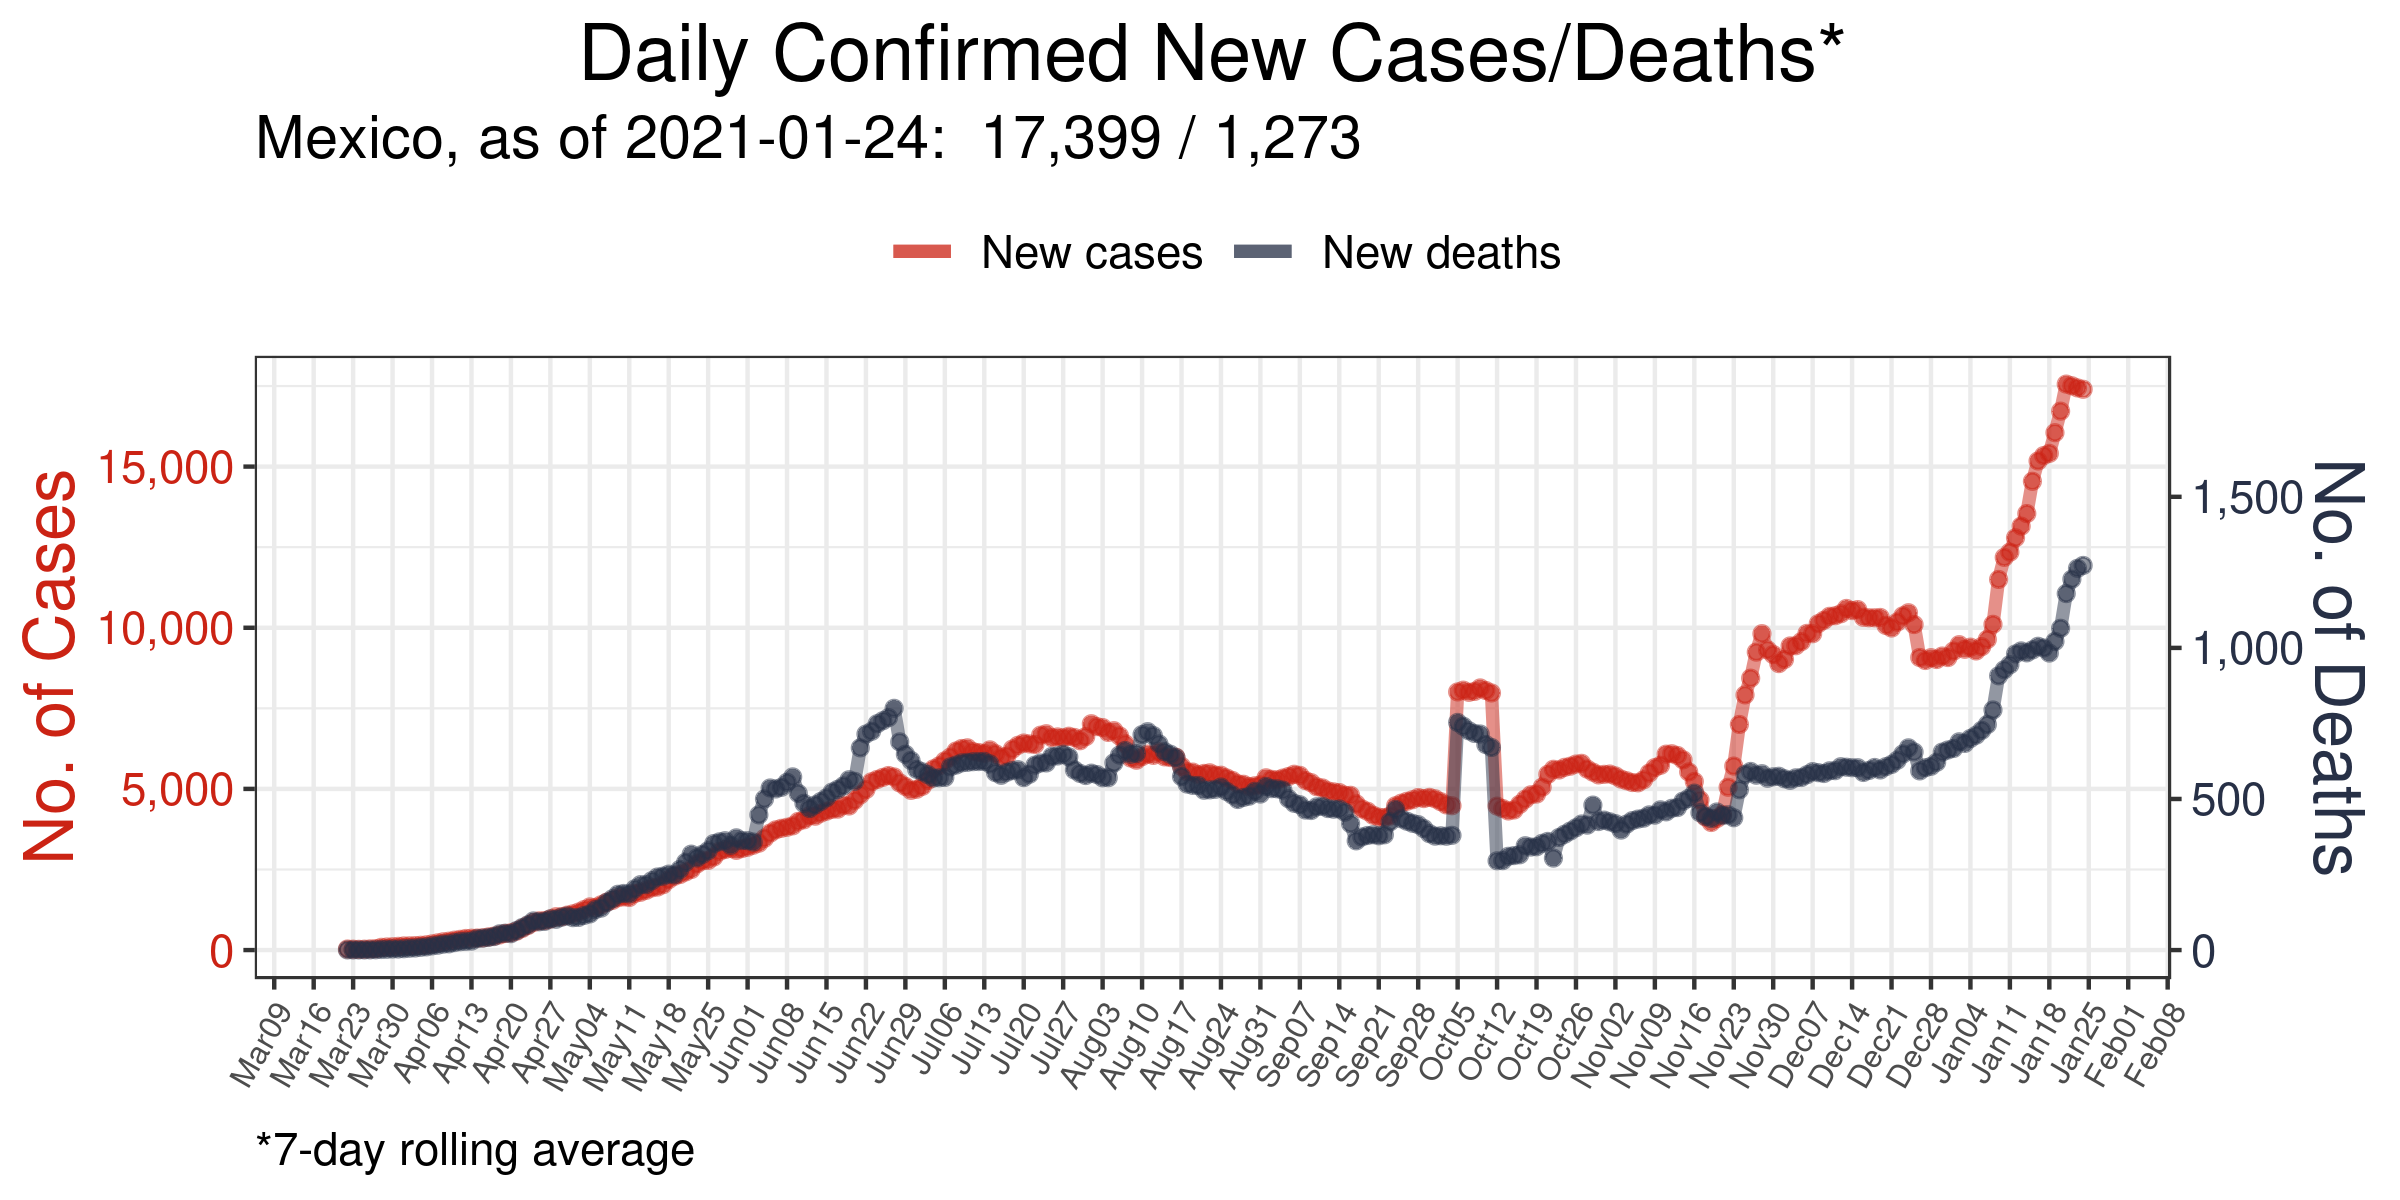 Daily Confirmed New Cases/Deaths*
Mexico, as of 2021-01-24:  17,399 / 1,273
New cases New deaths
No. of Cases
15,000
10,000
5,000
0
1,500
1,000
500
0
No. of Deaths
Mar09 Mar16 Mar23 Mar30 Apr06 Apr13 Apr20 Apr27 May04 May11 May18 May25 Jun01 Jun08 Jun15 Jun22 Jun29 Jul06 Jul13 Jul20 Jul27 Aug03 Aug10 Aug17 Aug24 Aug31 Sep07 Sep14 Sep21 Sep28 Oct05 Oct12 Oct19 Oct26 Nov02 Nov09 Nov16 Nov23 Nov30 Dec07 Dec14 Dec21 Dec28 Jan04 Jan11 Jan18 Jan25 Feb01 Feb08
*7-day rolling average